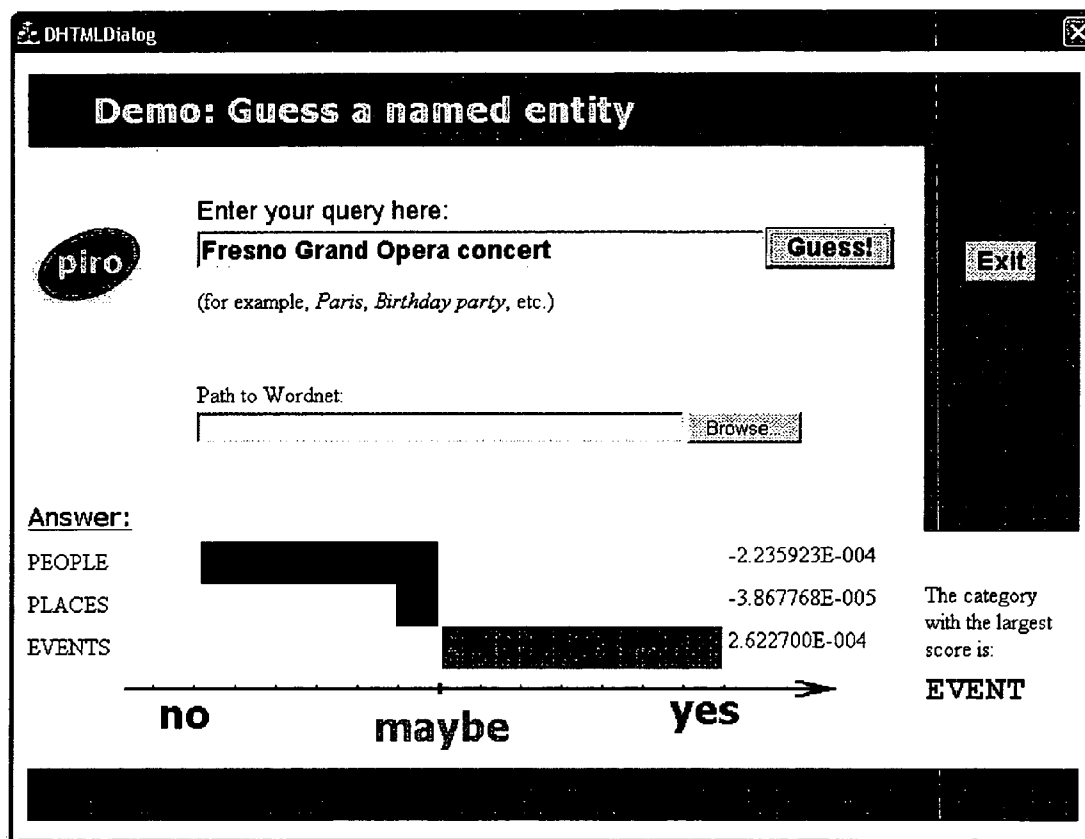 DHTMLDialog
Demo: Guess a named entity
Enter your query here:
piro
Fresno Grand Opera concert
Guess!
Exit
(for example, Paris, Birthday party, etc.)
Path to Wordnet:
Browse...
Answer:
PEOPLE
-2.235923E-004
PLACES
-3.867768E-005
EVENTS
2.622700E-004
The category
with the largest
score is:
EVENT
no
maybe
yes